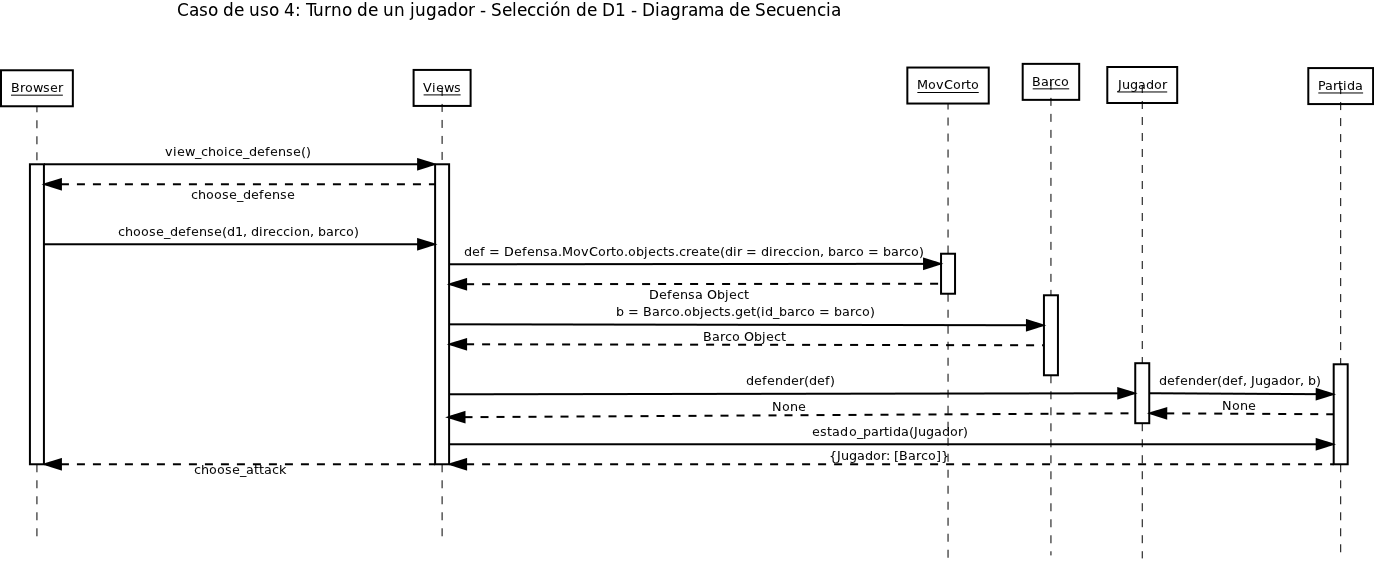 Caso de uso 4: Turno de un jugador - Selección de D1 - Diagrama de Secuencia
Browser
Views
MovCorto
Barco
Jugador
Partida
view_choice_defense()
choose_defense
choose_defense(d1, direccion, barco)
def = Defensa.MovCorto.objects.create(dir = direccion, barco = barco)
Defensa Object
b = Barco.objects.get(id_barco = barco)
Barco Object
defender(def)
defender(def, Jugador, b)
None
None
estado_partida(Jugador)
{Jugador: [Barco]}
choose_attack